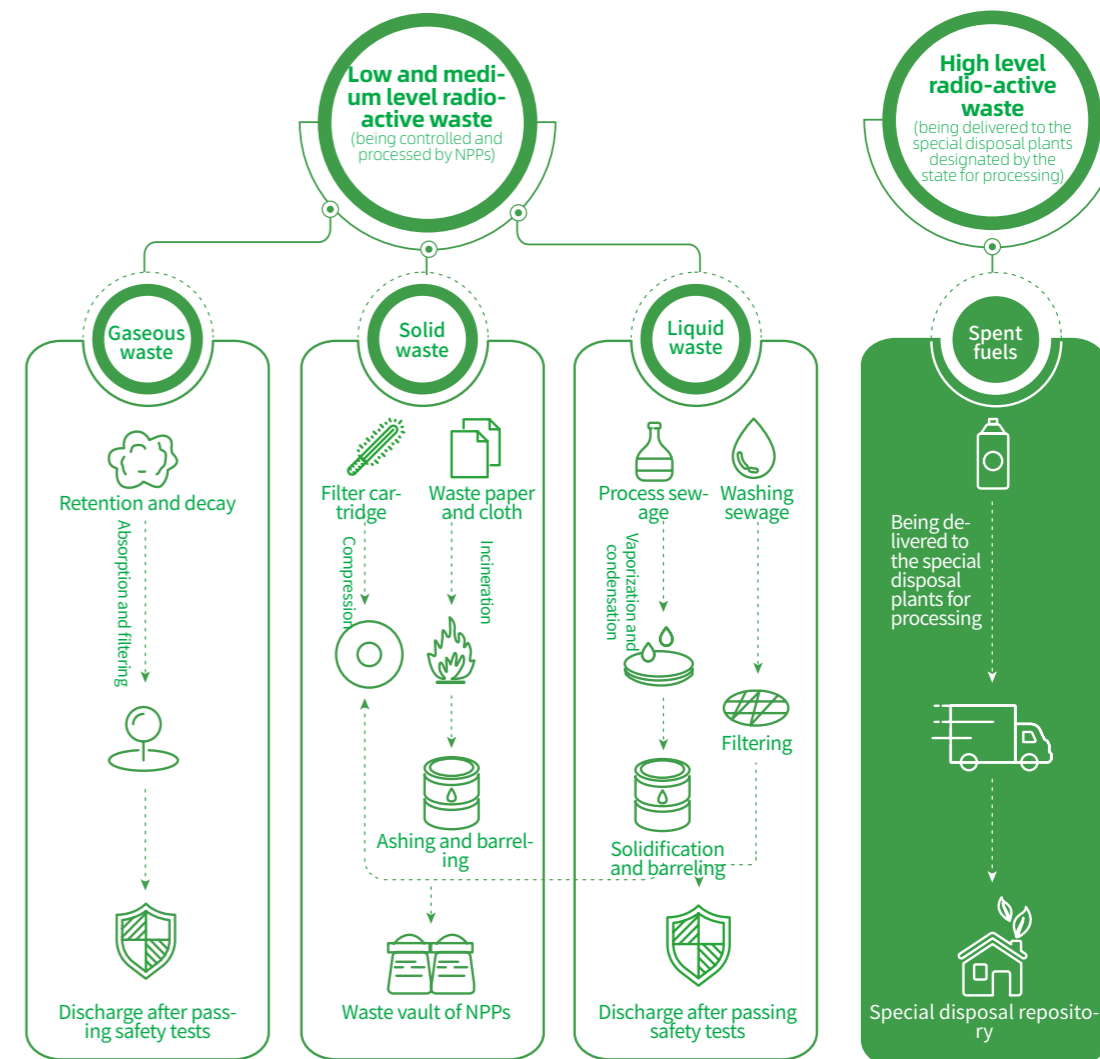 Low and medi-
um level radio-
active waste
(being controlled and
processed by NPPs)
High level
radio-active
waste
(being delivered to the
special disposal plants
designated by the
state for processing)
Gaseous
waste
Retention and decay
Absorption and filtering
Discharge after pass-
ing safety tests
Solid
waste
Filter car-
tridge
Compression
Waste paper
and cloth
Incineration
Ashing and barrel-
ing
Waste vault of NPPs
Liquid
waste
Process sew-
age
Vaporization and
condensation
Solidification
and barreling
Washing
sewage
Filtering
Discharge after passing
safety tests
Spent
fuels
Being de-
livered to
the special
disposal
plants for
processing
Special disposal reposito-
ry